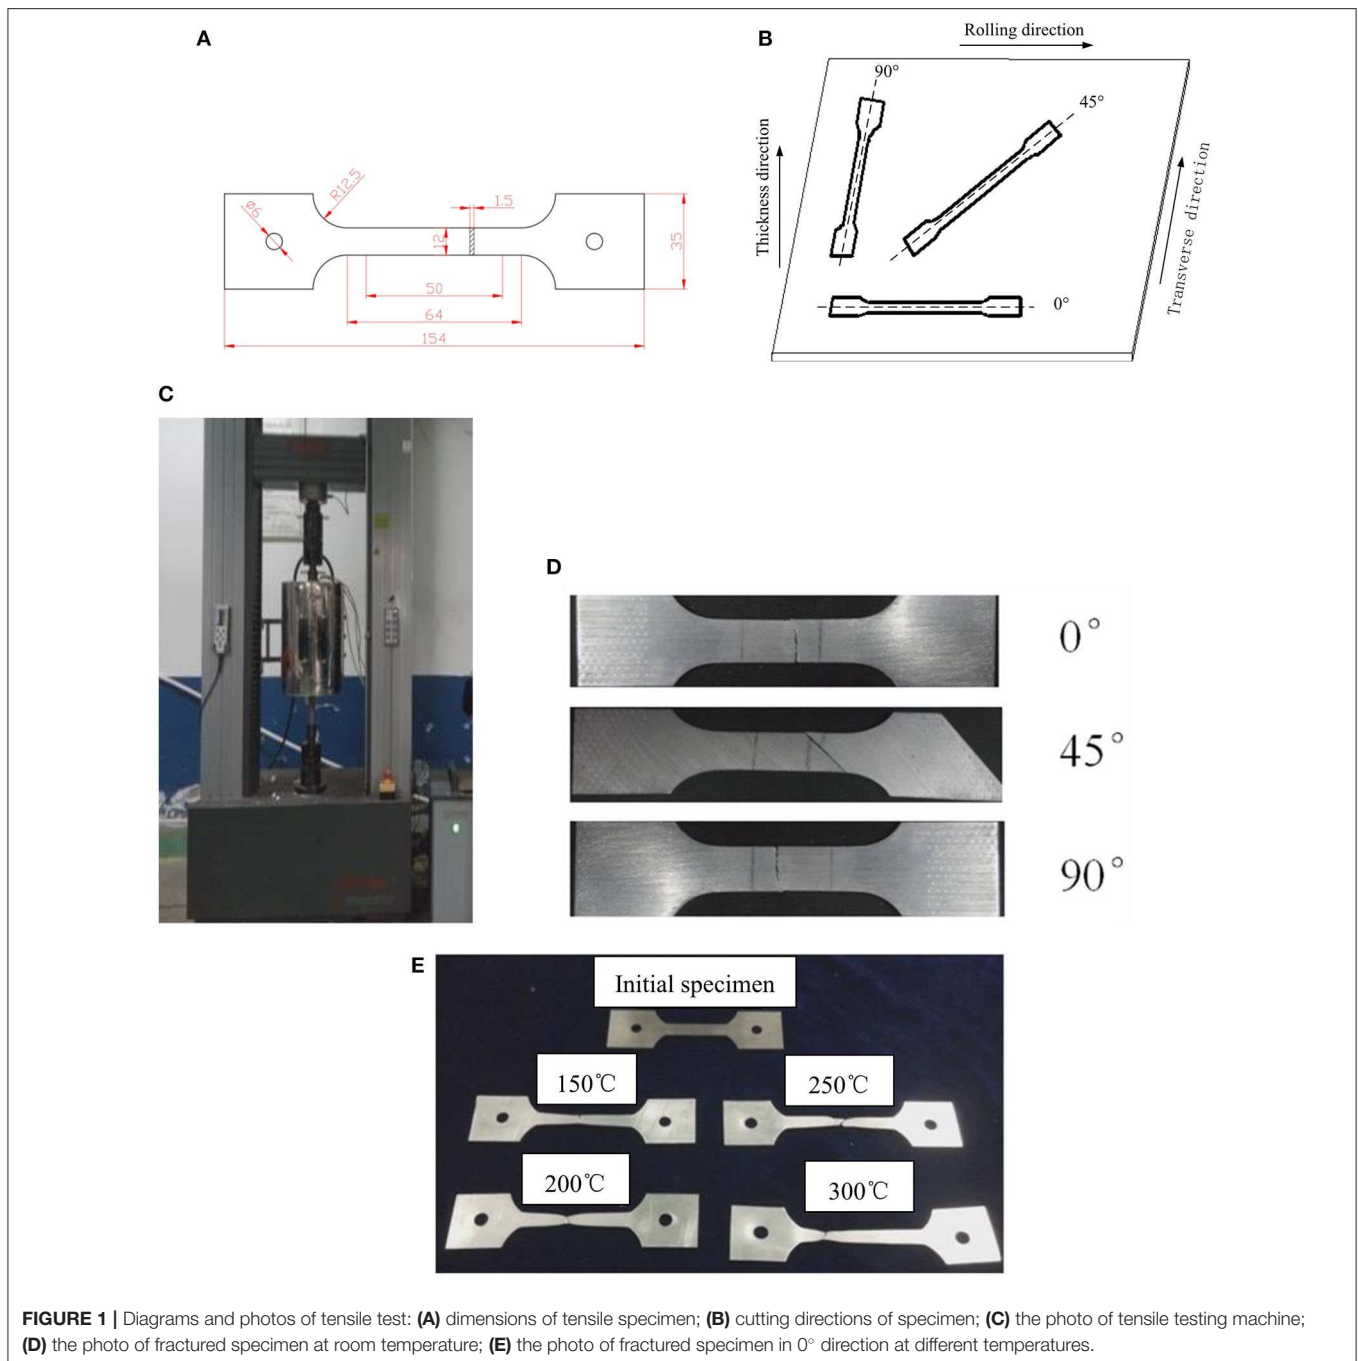 A
Ø6
R12.5
12
1.5
35
50
64
154
B
Rolling direction
90°
45°
Thickness direction
Transverse direction
0°
C
D
0°
45°
90°
E
Initial specimen
150℃
250℃
200℃
300℃
FIGURE 1 | Diagrams and photos of tensile test: (A) dimensions of tensile specimen; (B) cutting directions of specimen; (C) the photo of tensile testing machine;
(D) the photo of fractured specimen at room temperature; (E) the photo of fractured specimen in 0° direction at different temperatures.